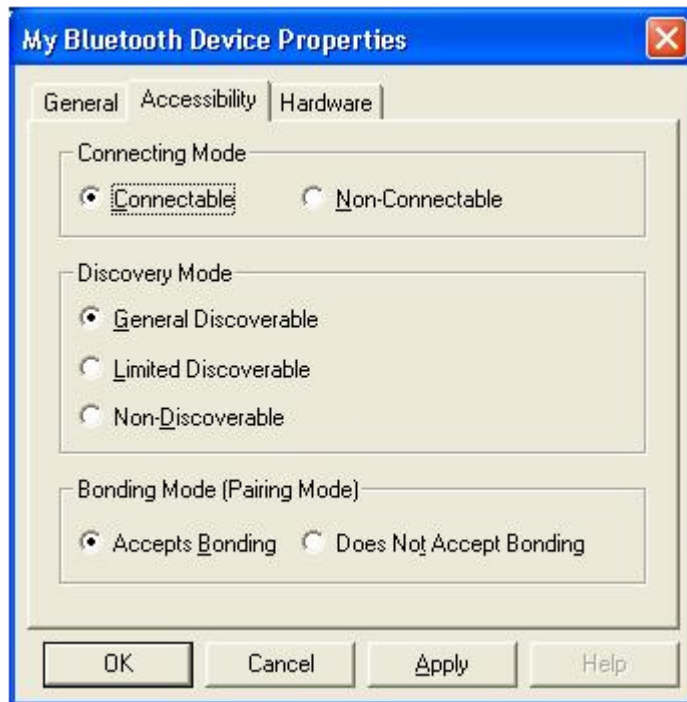 My Bluetooth Device Properties
General Accessibility Hardware
Connecting Mode
Connectable Non-Connectable
Discovery Mode
General Discoverable
Limited Discoverable
Non-Discoverable
Bonding Mode (Pairing Mode)
Accepts Bonding Does Not Accept Bonding
OK Cancel Apply Help